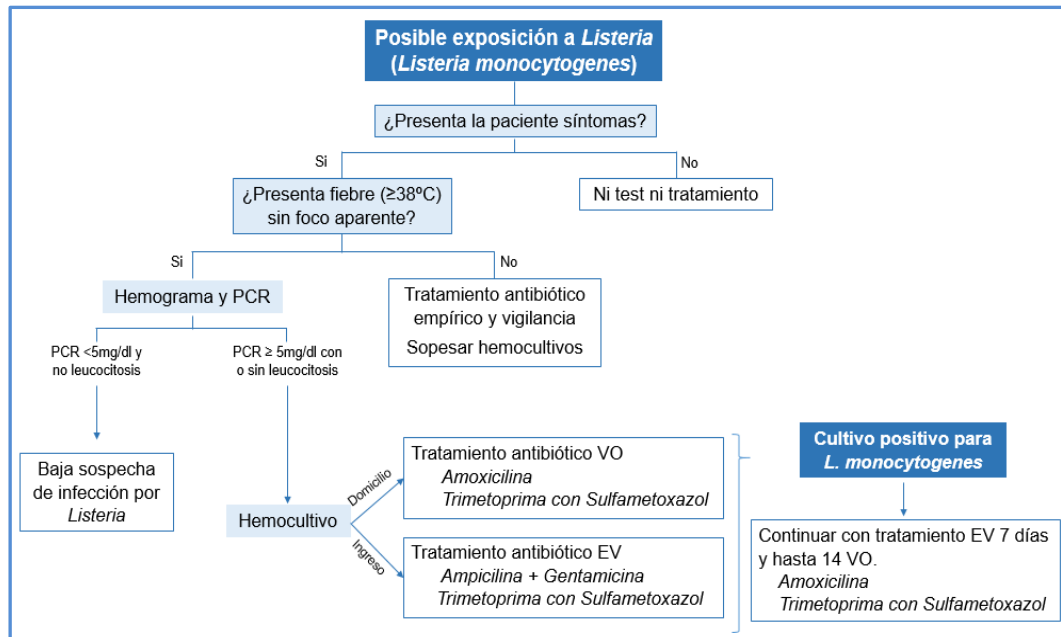 Posible exposición a Listeria
(Listeria monocytogenes)
¿Presenta la paciente síntomas?
Si
No
¿Presenta fiebre (≥38ºC)
sin foco aparente?
Ni test ni tratamiento
Si
No
Hemograma y PCR
Tratamiento antibiótico
empírico y vigilancia
Sopesar hemocultivos
PCR <5mg/dl y
no leucocitosis
PCR ≥ 5mg/dl con
o sin leucocitosis
Baja sospecha
de infección por
Listeria
Hemocultivo
Domicilio
Ingreso
Tratamiento antibiótico VO
Amoxicilina
Trimetoprima con Sulfametoxazol
Tratamiento antibiótico EV
Ampicilina + Gentamicina
Trimetoprima con Sulfametoxazol
Cultivo positivo para
L. monocytogenes
Continuar con tratamiento EV 7 días
y hasta 14 VO.
Amoxicilina
Trimetoprima con Sulfametoxazol